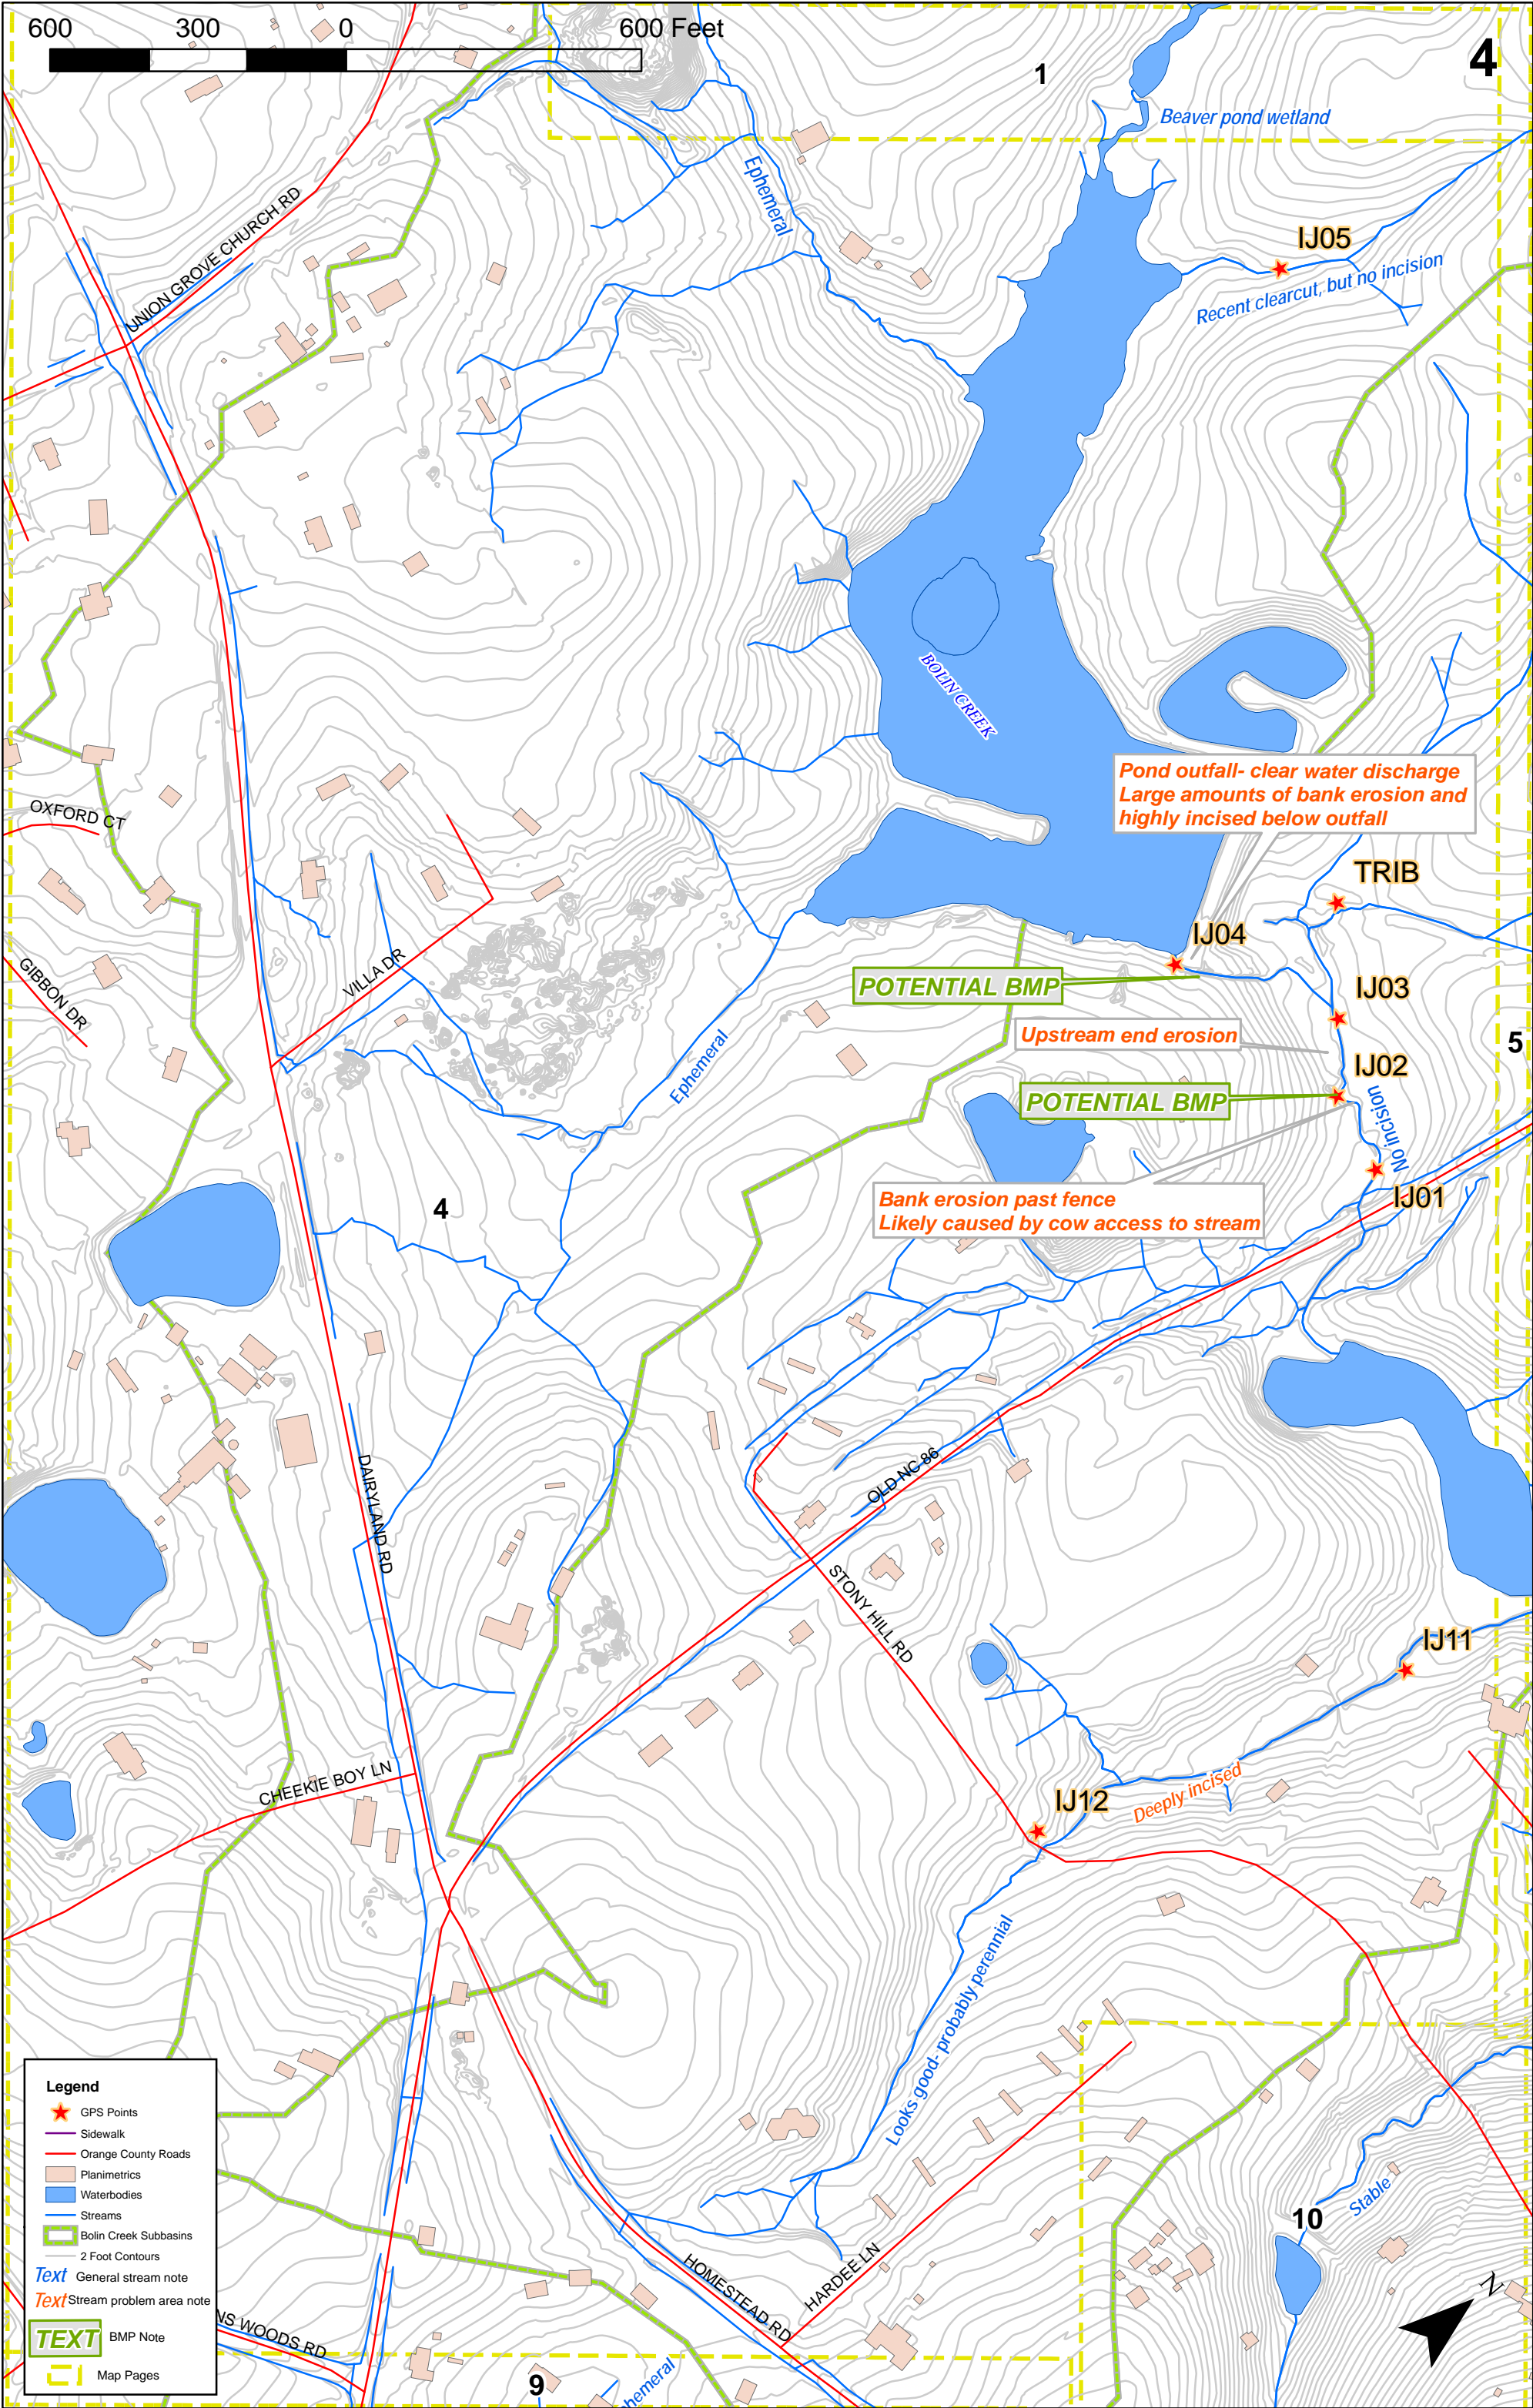 600 300 0 600 Feet
4
1
Beaver pond wetland
Ephemeral
UNION GROVE CHURCH RD
IJ05
Recent clearcut, but no incision
BOLIN CREEK
Pond outfall- clear water discharge
Large amounts of bank erosion and
highly incised below outfall
OXFORD CT
TRIB
IJ04
VILLA DR
GIBBON DR
POTENTIAL BMP
IJ03
Upstream end erosion
5
Ephemeral
IJ02
POTENTIAL BMP
No incision
IJ01
Bank erosion past fence
Likely caused by cow access to stream
4
OLD NC 86
DAIRYLAND RD
STONY HILL RD
IJ11
CHEEKIE BOY LN
IJ12
Deeply incised
Looks good- probably perennial
Stable
10
HARDEE LN
HOMESTEAD RD
NS WOODS RD
9
hemeral
N
Legend
GPS Points
Sidewalk
Orange County Roads
Planimetrics
Waterbodies
Streams
Bolin Creek Subbasins
2 Foot Contours
Text General stream note
Text Stream problem area note
TEXT BMP Note
Map Pages